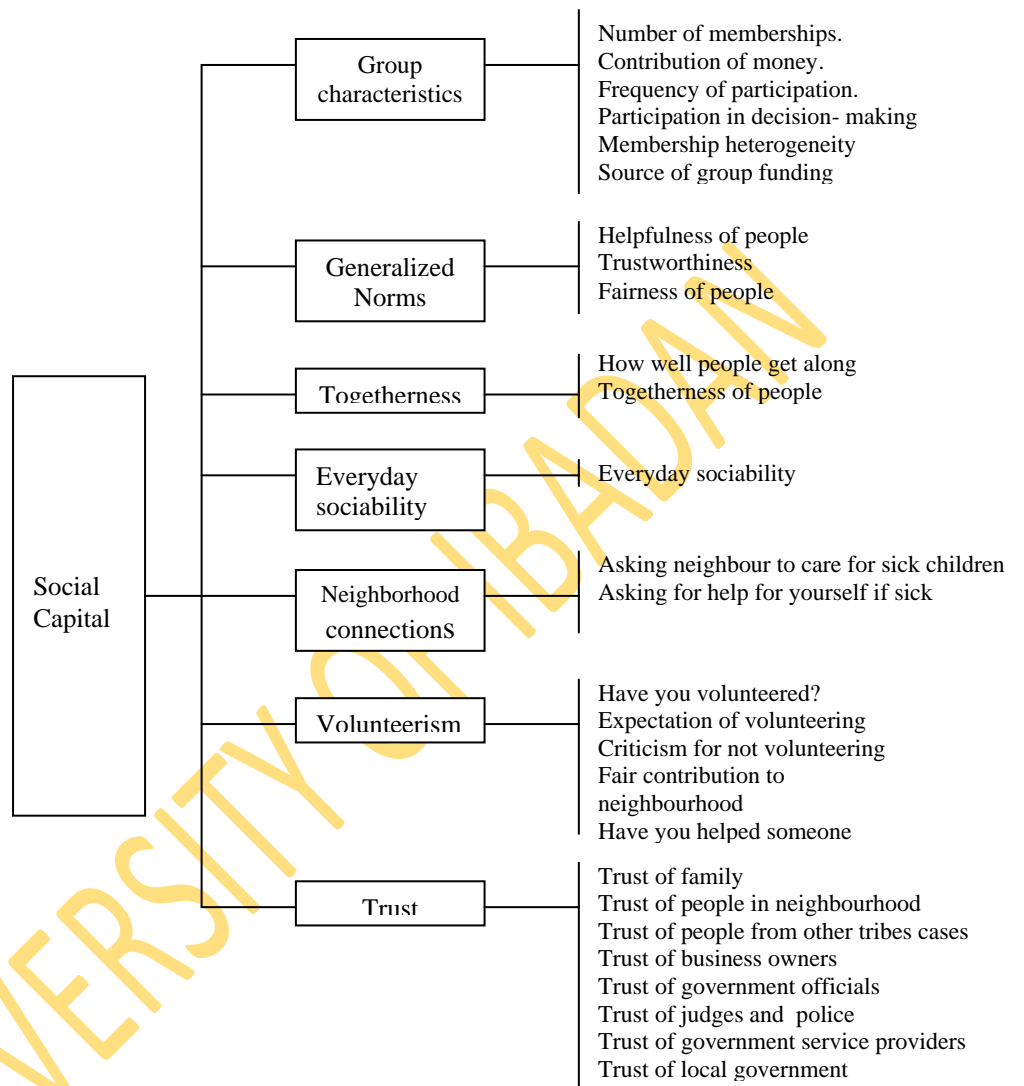 Social
Capital
Group
characteristics
Number of memberships.
Contribution of money.
Frequency of participation.
Participation in decision- making
Membership heterogeneity
Source of group funding
Generalized
Norms
Helpfulness of people
Trustworthiness
Fairness of people
Togetherness
How well people get along
Togetherness of people
Everyday
sociability
Everyday sociability
Neighborhood
connections
Asking neighbour to care for sick children
Asking for help for yourself if sick
Volunteerism
Have you volunteered?
Expectation of volunteering
Criticism for not volunteering
Fair contribution to
neighbourhood
Have you helped someone
Trust
Trust of family
Trust of people in neighbourhood
Trust of people from other tribes cases
Trust of business owners
Trust of government officials
Trust of judges and  police
Trust of government service providers
Trust of local government
VERSITY OF IBADAN